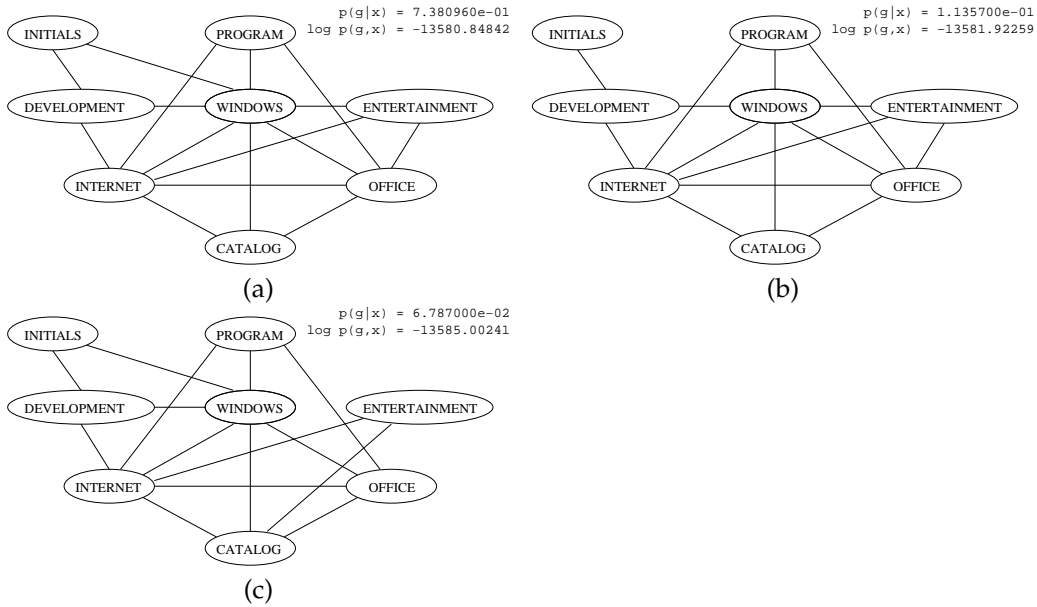 p(g|x) = 7.380960e-01
log p(g,x) = -13580.84842
INITIALS
PROGRAM
DEVELOPMENT
WINDOWS
ENTERTAINMENT
INTERNET
OFFICE
CATALOG
(a)
p(g|x) = 1.135700e-01
log p(g,x) = -13581.92259
INITIALS
PROGRAM
DEVELOPMENT
WINDOWS
ENTERTAINMENT
INTERNET
OFFICE
CATALOG
(b)
p(g|x) = 6.787000e-02
log p(g,x) = -13585.00241
INITIALS
PROGRAM
DEVELOPMENT
WINDOWS
ENTERTAINMENT
INTERNET
OFFICE
CATALOG
(c)